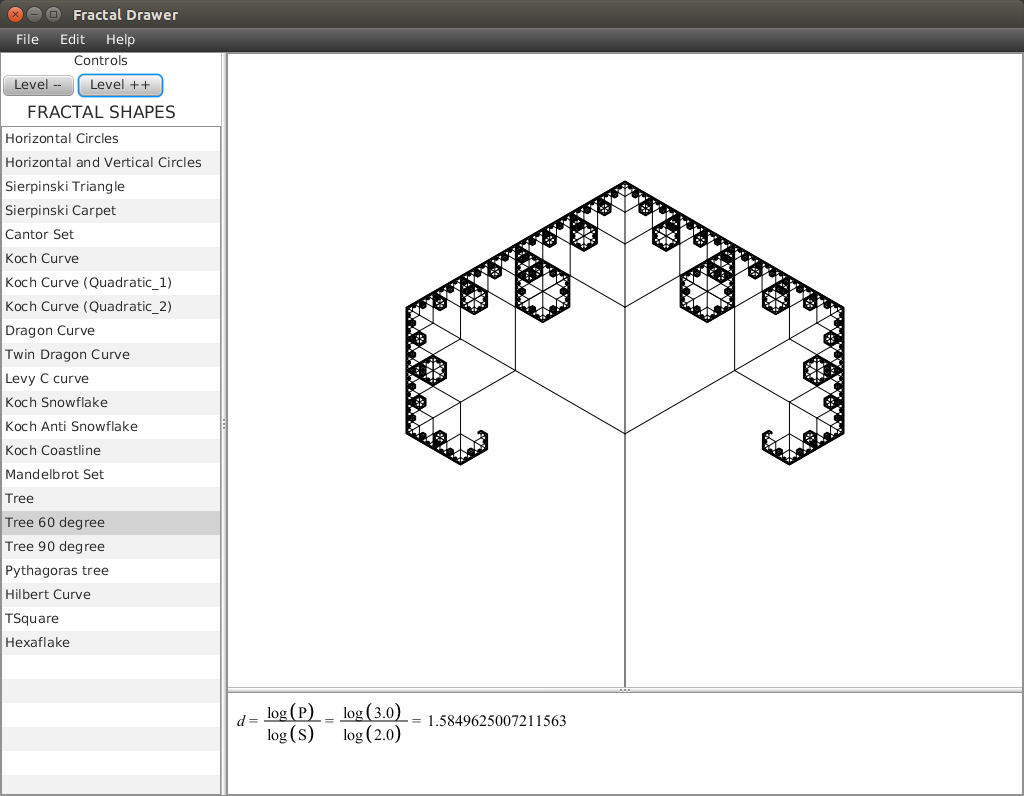 Fractal Drawer
File Edit Help
Controls
Level -- Level ++
FRACTAL SHAPES
Horizontal Circles
Horizontal and Vertical Circles
Sierpinski Triangle
Sierpinski Carpet
Cantor Set
Koch Curve
Koch Curve (Quadratic_1)
Koch Curve (Quadratic_2)
Dragon Curve
Twin Dragon Curve
Levy C curve
Koch Snowflake
Koch Anti Snowflake
Koch Coastline
Mandelbrot Set
Tree
Tree 60 degree
Tree 90 degree
Pythagoras tree
Hilbert Curve
TSquare
Hexaflake
d = log(P) / log(S) = log(3.0) / log(2.0) = 1.5849625007211563